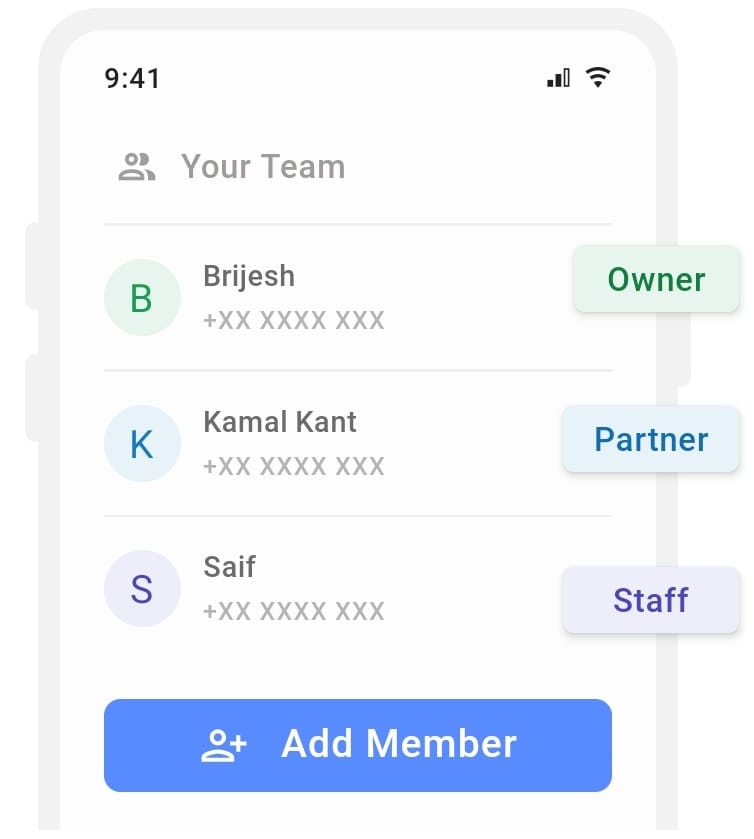 9:41
Your Team
B
Brijesh
Owner
+XX XXXX XXX
K
Kamal Kant
Partner
+XX XXXX XXX
S
Saif
Staff
+XX XXXX XXX
Add Member